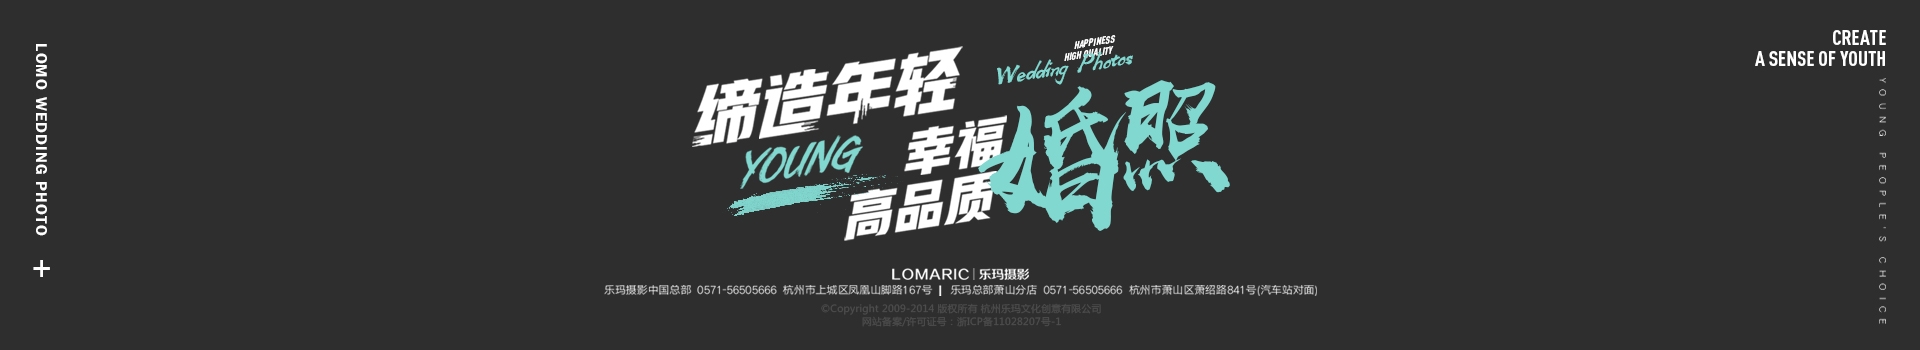 LOMO WEDDING PHOTO +
缔造年轻
YOUNG
幸福
高品质
婚照
HAPPINESS
HIGH QUALITY
Wedding Photos
CREATE
A SENSE OF YOUTH
YOUNG PEOPLE'S CHOICE
LOMARIC | 乐玛摄影
乐玛摄影中国总部 0571-56505666 杭州市上城区凤凰山脚路167号 | 乐玛总部萧山分店 0571-56505666 杭州市萧山区萧绍路841号(汽车站对面)
©Copyright 2009-2014 版权所有 杭州乐玛文化创意有限公司
网站备案/许可证号：浙ICP备11028207号-1